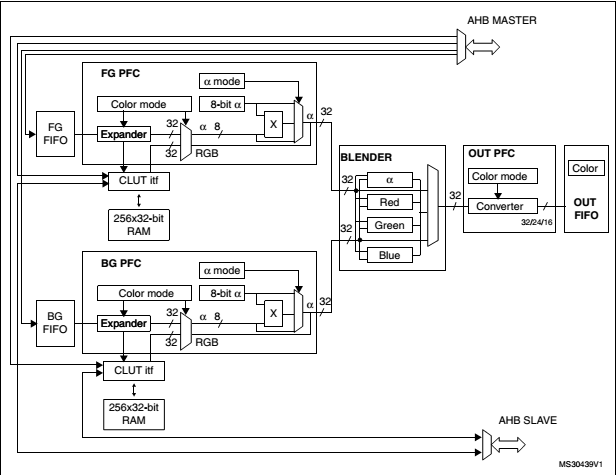 AHB MASTER
FG PFC
α mode
Color mode
8-bit α
32
FG
FIFO
Expander
32
α
8
X
α
32
RGB
CLUT itf
256x32-bit
RAM
BLENDER
32
α
Red
32
Green
Blue
OUT PFC
Color mode
32
Converter
32/24/16
Color
OUT
FIFO
BG PFC
α mode
Color mode
8-bit α
32
α
BG
FIFO
Expander
32
α
8
X
32
RGB
CLUT itf
256x32-bit
RAM
AHB SLAVE
MS30439V1